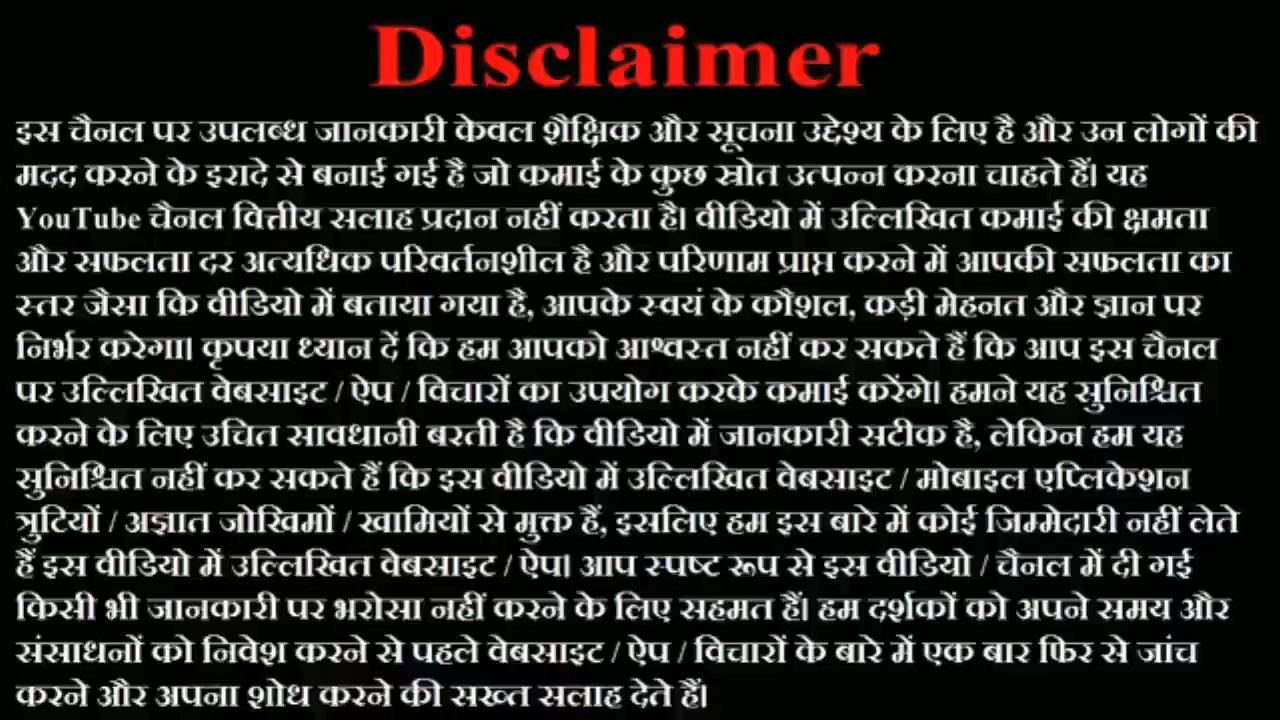 Disclaimer
इस चैनल पर उपलब्ध जानकारी केवल शैक्षिक और सूचना उद्देश्य के लिए है और उन लोगों की
मदद करने के इरादे से बनाई गई है जो कमाई के कुछ स्रोत उत्पन्न करना चाहते हैं। यह
YouTube चैनल वित्तीय सलाह प्रदान नहीं करता है। वीडियो में उल्लिखित कमाई की क्षमता
और सफलता दर अत्यधिक परिवर्तनशील है और परिणाम प्राप्त करने में आपकी सफलता का
स्तर जैसा कि वीडियो में बताया गया है, आपके स्वयं के कौशल, कड़ी मेहनत और ज्ञान पर
निर्भर करेगा। कृपया ध्यान दें कि हम आपको आश्वस्त नहीं कर सकते हैं कि आप इस चैनल
पर उल्लिखित वेबसाइट / ऐप / विचारों का उपयोग करके कमाई करेंगे। हमने यह सुनिश्चित
करने के लिए उचित सावधानी बरती है कि वीडियो में जानकारी सटीक है, लेकिन हम यह
सुनिश्चित नहीं कर सकते हैं कि इस वीडियो में उल्लिखित वेबसाइट / मोबाइल एप्लिकेशन
त्रुटियों / अज्ञात जोखिमों / खामियों से मुक्त हैं, इसलिए हम इस बारे में कोई जिम्मेदारी नहीं लेते
हैं इस वीडियो में उल्लिखित वेबसाइट / ऐप। आप स्पष्ट रूप से इस वीडियो / चैनल में दी गई
किसी भी जानकारी पर भरोसा नहीं करने के लिए सहमत हैं। हम दर्शकों को अपने समय और
संसाधनों को निवेश करने से पहले वेबसाइट / ऐप / विचारों के बारे में एक बार फिर से जांच
करने और अपना शोध करने की सख्त सलाह देते हैं।